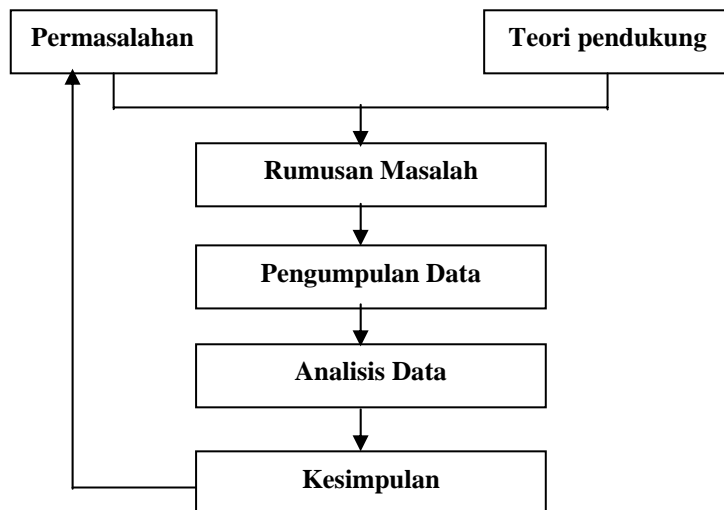 Permasalahan
Teori pendukung
Rumusan Masalah
Pengumpulan Data
Analisis Data
Kesimpulan